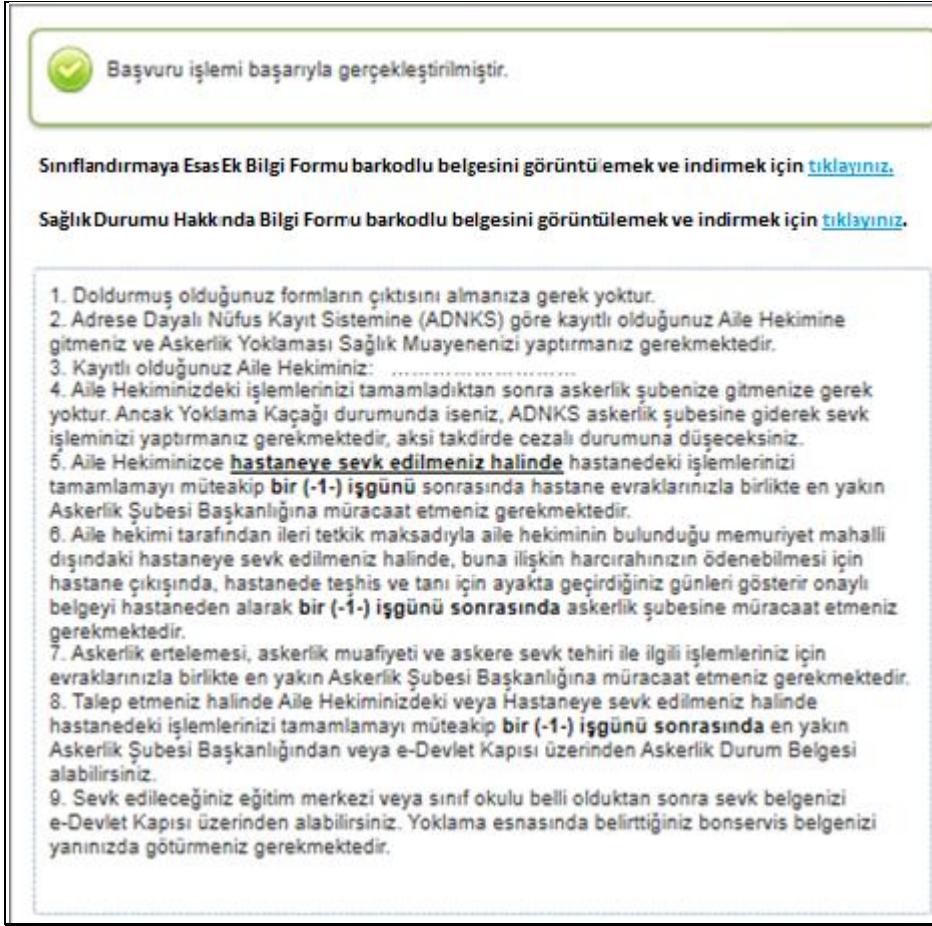 Başvuru işlemi başarıyla gerçekleştirilmiştir.
Sınıflandırmaya Esas Ek Bilgi Formu barkodlu belgesini görüntülemek ve indirmek için tıklayınız.
Sağlık Durumu Hakkında Bilgi Formu barkodlu belgesini görüntülemek ve indirmek için tıklayınız.
1. Doldurmuş olduğunuz formların çıktısını almanıza gerek yoktur.
2. Adrese Dayalı Nüfus Kayıt Sistemine (ADNKS) göre kayıtlı olduğunuz Aile Hekimine
gitmeniz ve Askerlik Yoklaması Sağlık Muayenenizi yaptırmanız gerekmektedir.
3. Kayıtlı olduğunuz Aile Hekiminiz: ...........................
4. Aile Hekiminizdeki işlemlerinizi tamamladıktan sonra askerlik şubenize gitmenize gerek
yoktur. Ancak Yoklama Kaçağı durumunda iseniz, ADNKS askerlik şubesine giderek sevk
işleminizi yaptırmanız gerekmektedir, aksi takdirde cezalı durumuna düşeceksiniz.
5. Aile Hekiminizce hastaneye sevk edilmeniz halinde hastanedeki işlemlerinizi
tamamlamayı müteakip bir (-1-) işgünü sonrasında hastane evraklarınızla birlikte en yakın
Askerlik Şubesi Başkanlığına müracaat etmeniz gerekmektedir.
6. Aile hekimi tarafından ileri tetkik maksadıyla aile hekiminin bulunduğu memuriyet mahalli
dışındaki hastaneye sevk edilmeniz halinde, buna ilişkin harcırahınızın ödenebilmesi için
hastane çıkışında, hastanede teşhis ve tanı için ayakta geçirdiğiniz günleri gösterir onaylı
belgeyi hastaneden alarak bir (-1-) işgünü sonrasında askerlik şubesine müracaat etmeniz
gerekmektedir.
7. Askerlik ertelemesi, askerlik muafiyeti ve askere sevk tehiri ile ilgili işlemleriniz için
evraklarınızla birlikte en yakın Askerlik Şubesi Başkanlığına müracaat etmeniz gerekmektedir.
8. Talep etmeniz halinde Aile Hekiminizdeki veya Hastaneye sevk edilmeniz halinde
hastanedeki işlemlerinizi tamamlamayı müteakip bir (-1-) işgünü sonrasında en yakın
Askerlik Şubesi Başkanlığından veya e-Devlet Kapısı üzerinden Askerlik Durum Belgesi
alabilirsiniz.
9. Sevk edileceğiniz eğitim merkezi veya sınıf okulu belli olduktan sonra sevk belgenizi
e-Devlet Kapısı üzerinden alabilirsiniz. Yoklama esnasında belirttiğiniz bonservis belgenizi
yanınızda götürmeniz gerekmektedir.